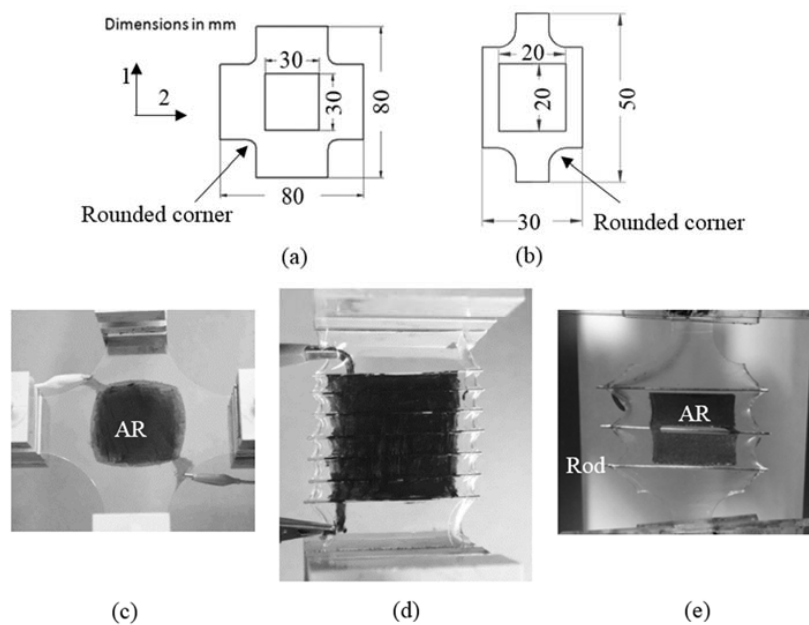 Dimensions in mm
1
2
30
30
80
80
Rounded corner
(a)
20
20
50
30
Rounded corner
(b)
AR
(c)
(d)
AR
Rod
(e)